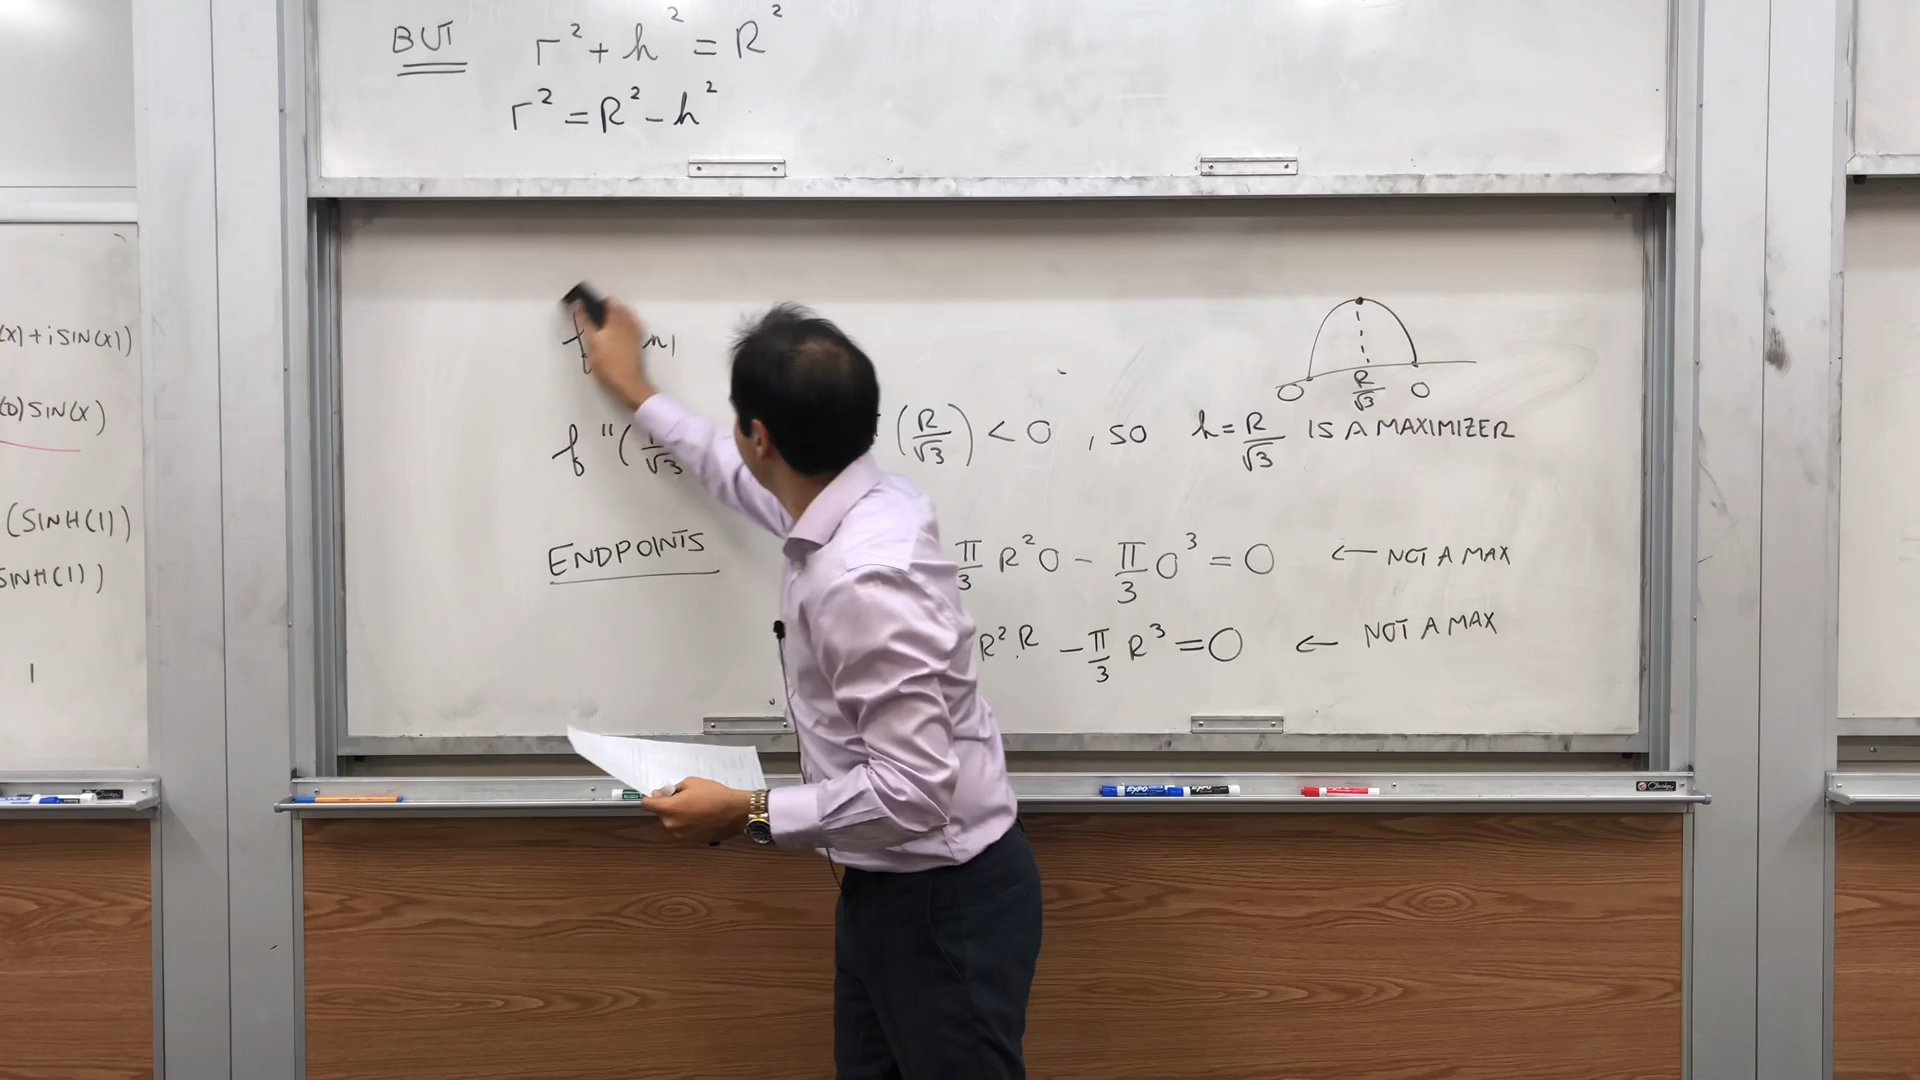 BUT r² + h² = R²
r² = R² - h²
(x) + i SIN(x)
(0) SIN(x)
(SINH(1))
SINH(1))
1
0 R/√3 0
f''(R/√3 (R/√3) < 0 , SO h = R/√3 IS A MAXIMIZER
ENDPOINTS π/3 R² 0 - π/3 0³ = 0 ← NOT A MAX
R² . R - π/3 R³ = 0 ← NOT A MAX
EXPO